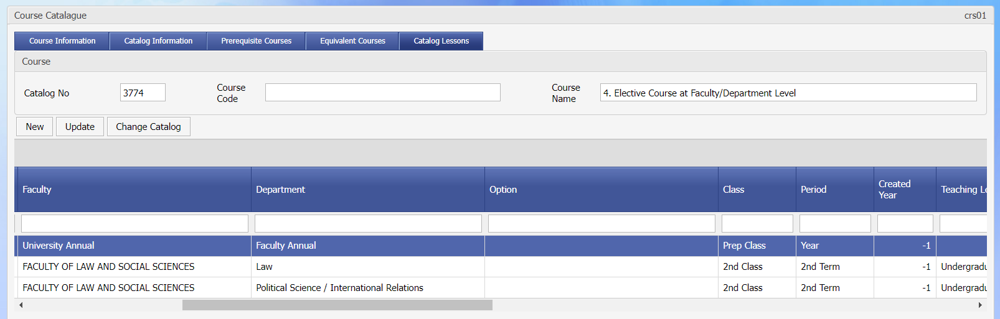 Course Catalague crs01
Course Information Catalog Information Prerequisite Courses Equivalent Courses Catalog Lessons
Course
Catalog No 3774 Course Code Course Name 4. Elective Course at Faculty/Department Level
New Update Change Catalog
Faculty Department Option Class Period Created Year Teaching Le
University Annual Faculty Annual Prep Class Year -1
FACULTY OF LAW AND SOCIAL SCIENCES Law 2nd Class 2nd Term -1 Undergradu
FACULTY OF LAW AND SOCIAL SCIENCES Political Science / International Relations 2nd Class 2nd Term -1 Undergradu